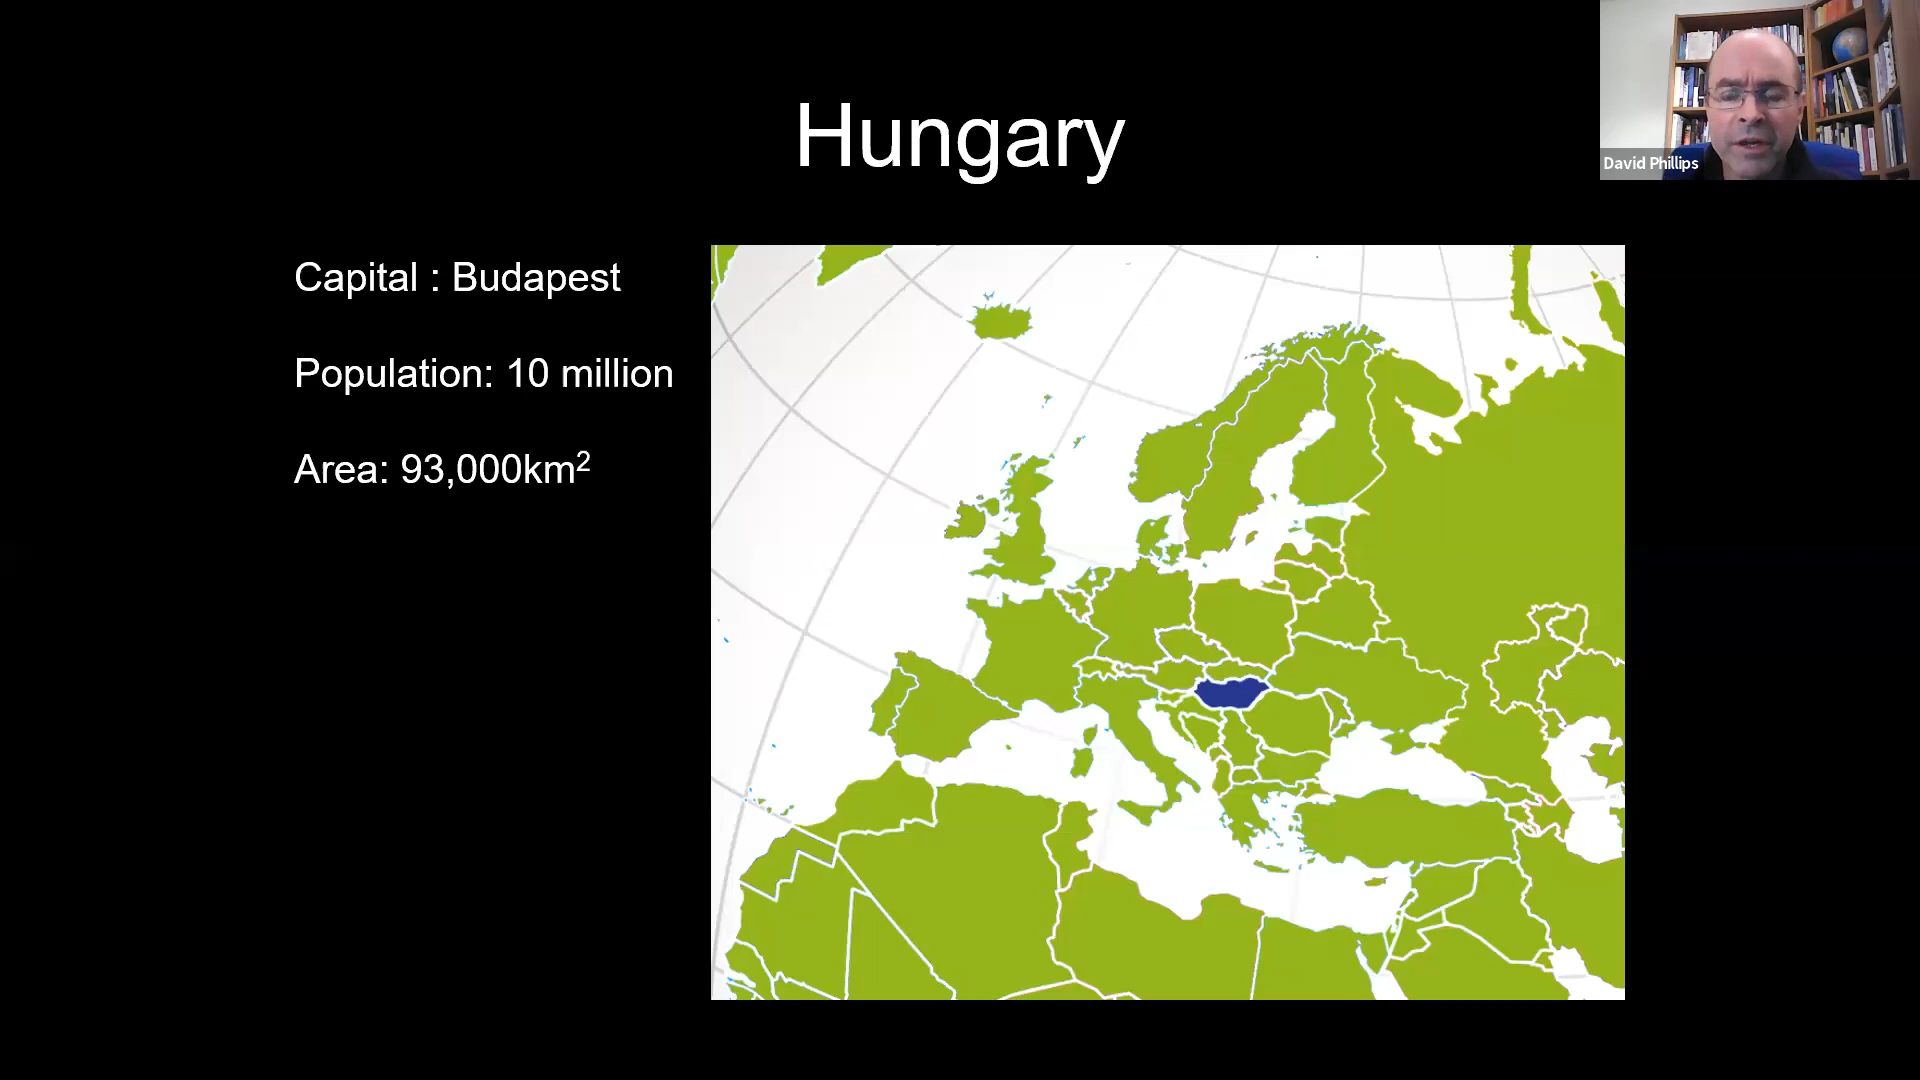 Hungary
David Phillips
Capital : Budapest
Population: 10 million
Area: 93,000km²